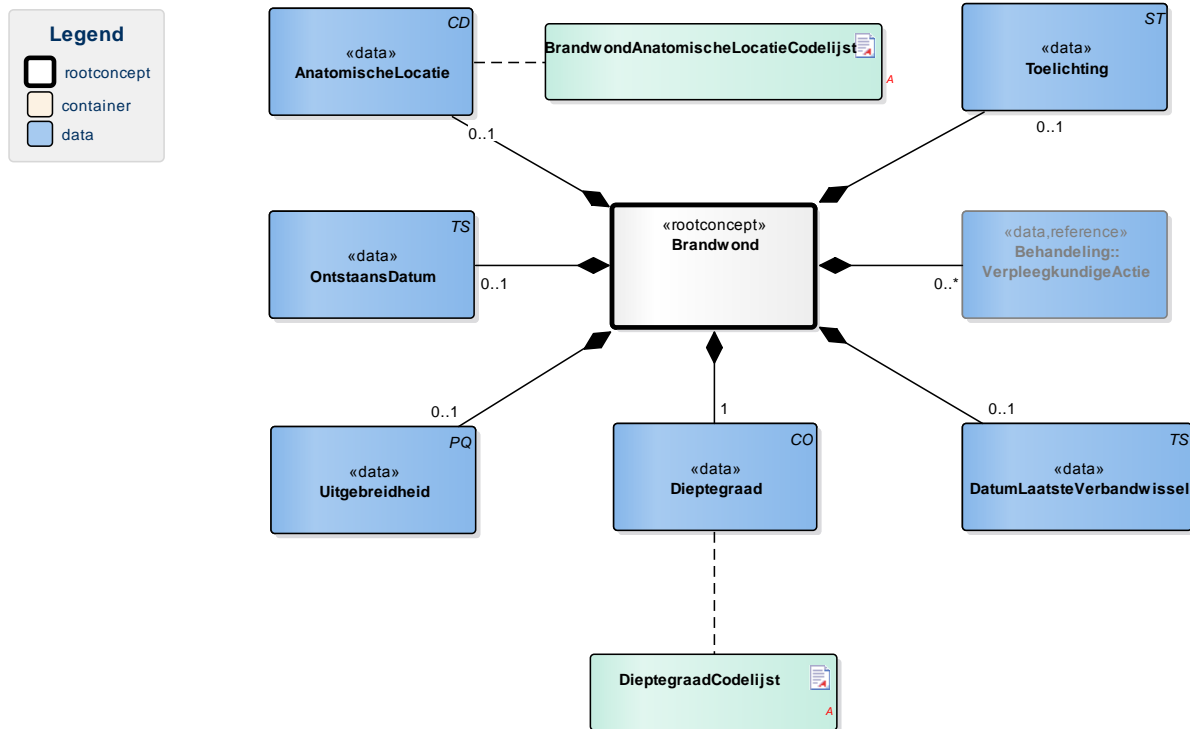 Legend
rootconcept
container
data
CD
«data»
AnatomischeLocatie
BrandwondAnatomischeLocatieCodelijst
A
ST
«data»
Toelichting
0..1
0..1
TS
«data»
OntstaansDatum
0..1
«rootconcept»
Brandwond
«data,reference»
Behandeling::
VerpleegkundigeActie
0..*
0..1
1
0..1
PQ
«data»
Uitgebreidheid
CO
«data»
Dieptegraad
TS
«data»
DatumLaatsteVerbandwissel
DieptegraadCodelijst
A